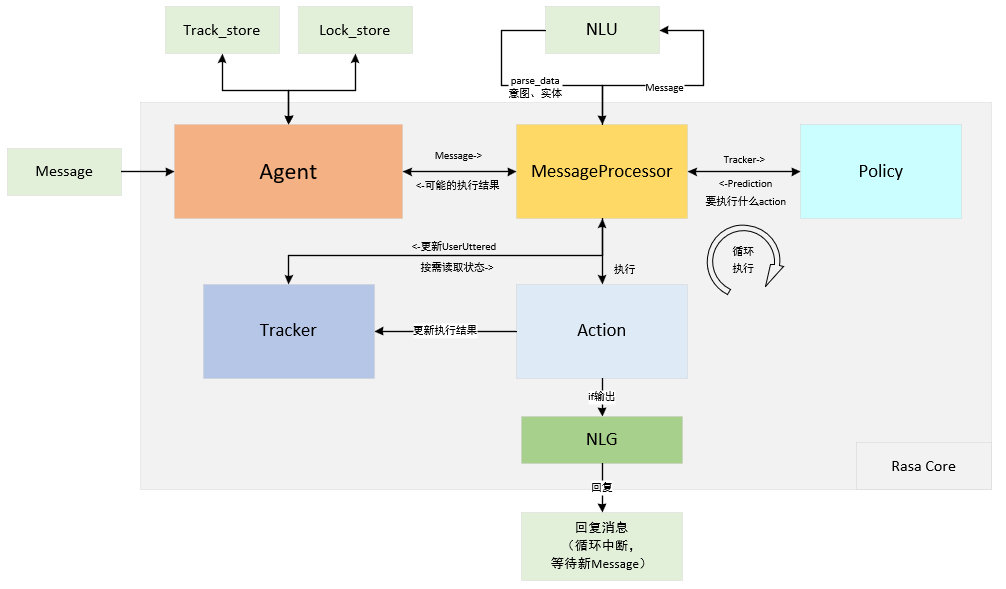 Track_store
Lock_store
NLU
parse_data
意图、实体
Message
Message
Agent
Message->
<-可能的执行结果
MessageProcessor
Tracker->
<-Prediction
要执行什么action
Policy
<-更新UserUttered
按需读取状态->
执行
循环
执行
Tracker
更新执行结果
Action
if输出
NLG
Rasa Core
回复
回复消息
（循环中断，
等待新Message）